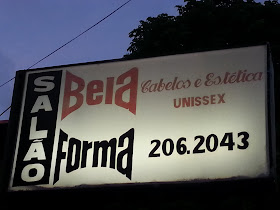 SALÃO
Bela
Forma
Cabelos e Estética
UNISSEX
206.2043